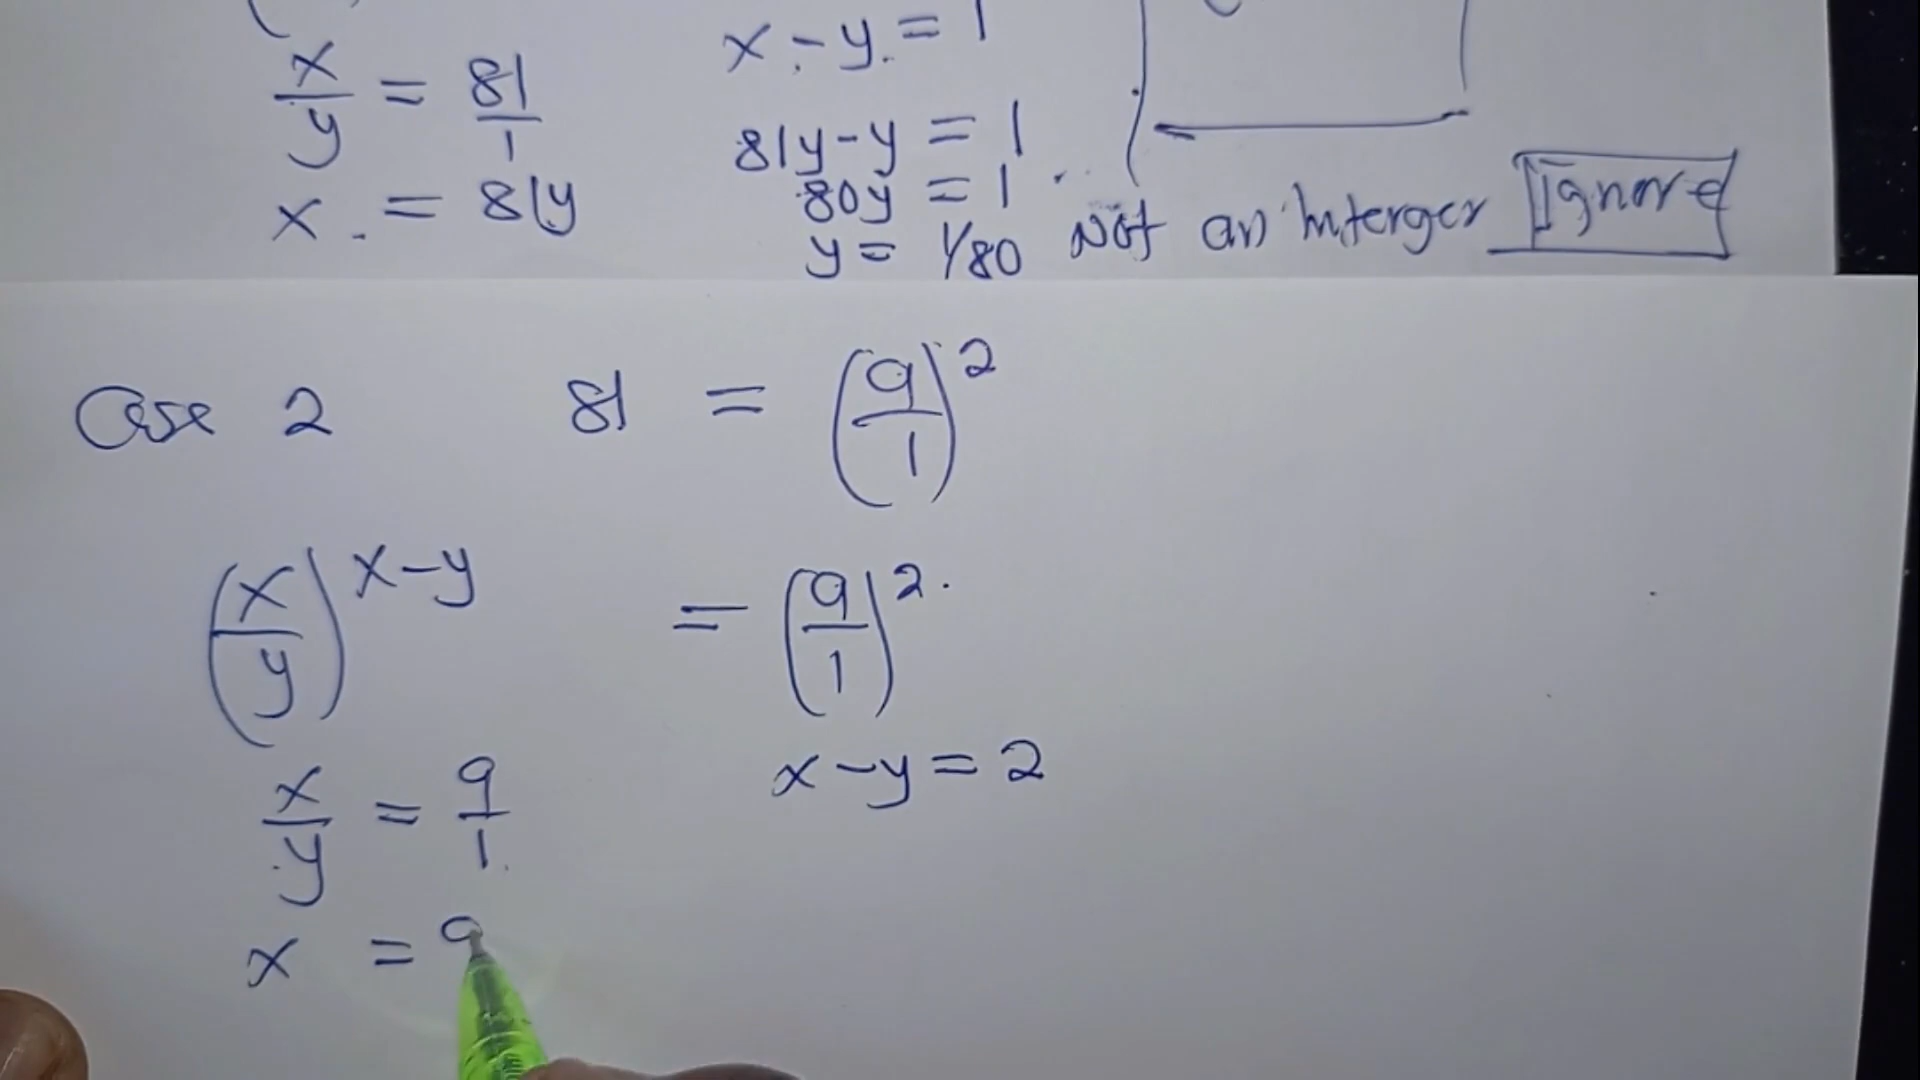 x/y = 81/1
x = 81y
x - y = 1
81y - y = 1
80y = 1
y = 1/80 Not an Interger Ignore
Case 2 81 = (9/1)^2
(x/y)^x-y = (9/1)^2
x/y = 9/1
x - y = 2
x = 9